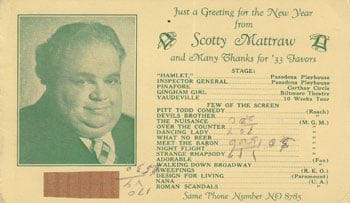 Just a Greeting for the New Year
from
Scotty Mattraw
and Many Thanks for '33 Favors
STAGE:
"HAMLET," Pasadena Playhouse
INSPECTOR GENERAL Pasadena Playhouse
PINAFORE Carthay Circle
GINGHAM GIRL Biltmore Theatre
VAUDEVILLE 10 Weeks Tour
FEW OF THE SCREEN
PITT TODD COMEDY (Roach)
DEVILS BROTHER
THE NUISANCE (M. G. M.)
OVER THE COUNTER
DANCING LADY
WHAT NO BEER
MEET THE BARON
NIGHT FLIGHT
STRANGE RHAPSODY
ADORABLE (Fox)
WALKING DOWN BROADWAY
SWEEPINGS (R. K. O.)
DESIGN FOR LIVING (Paramount)
NANA (U. A.)
ROMAN SCANDALS
Same Phone Number NO 8785